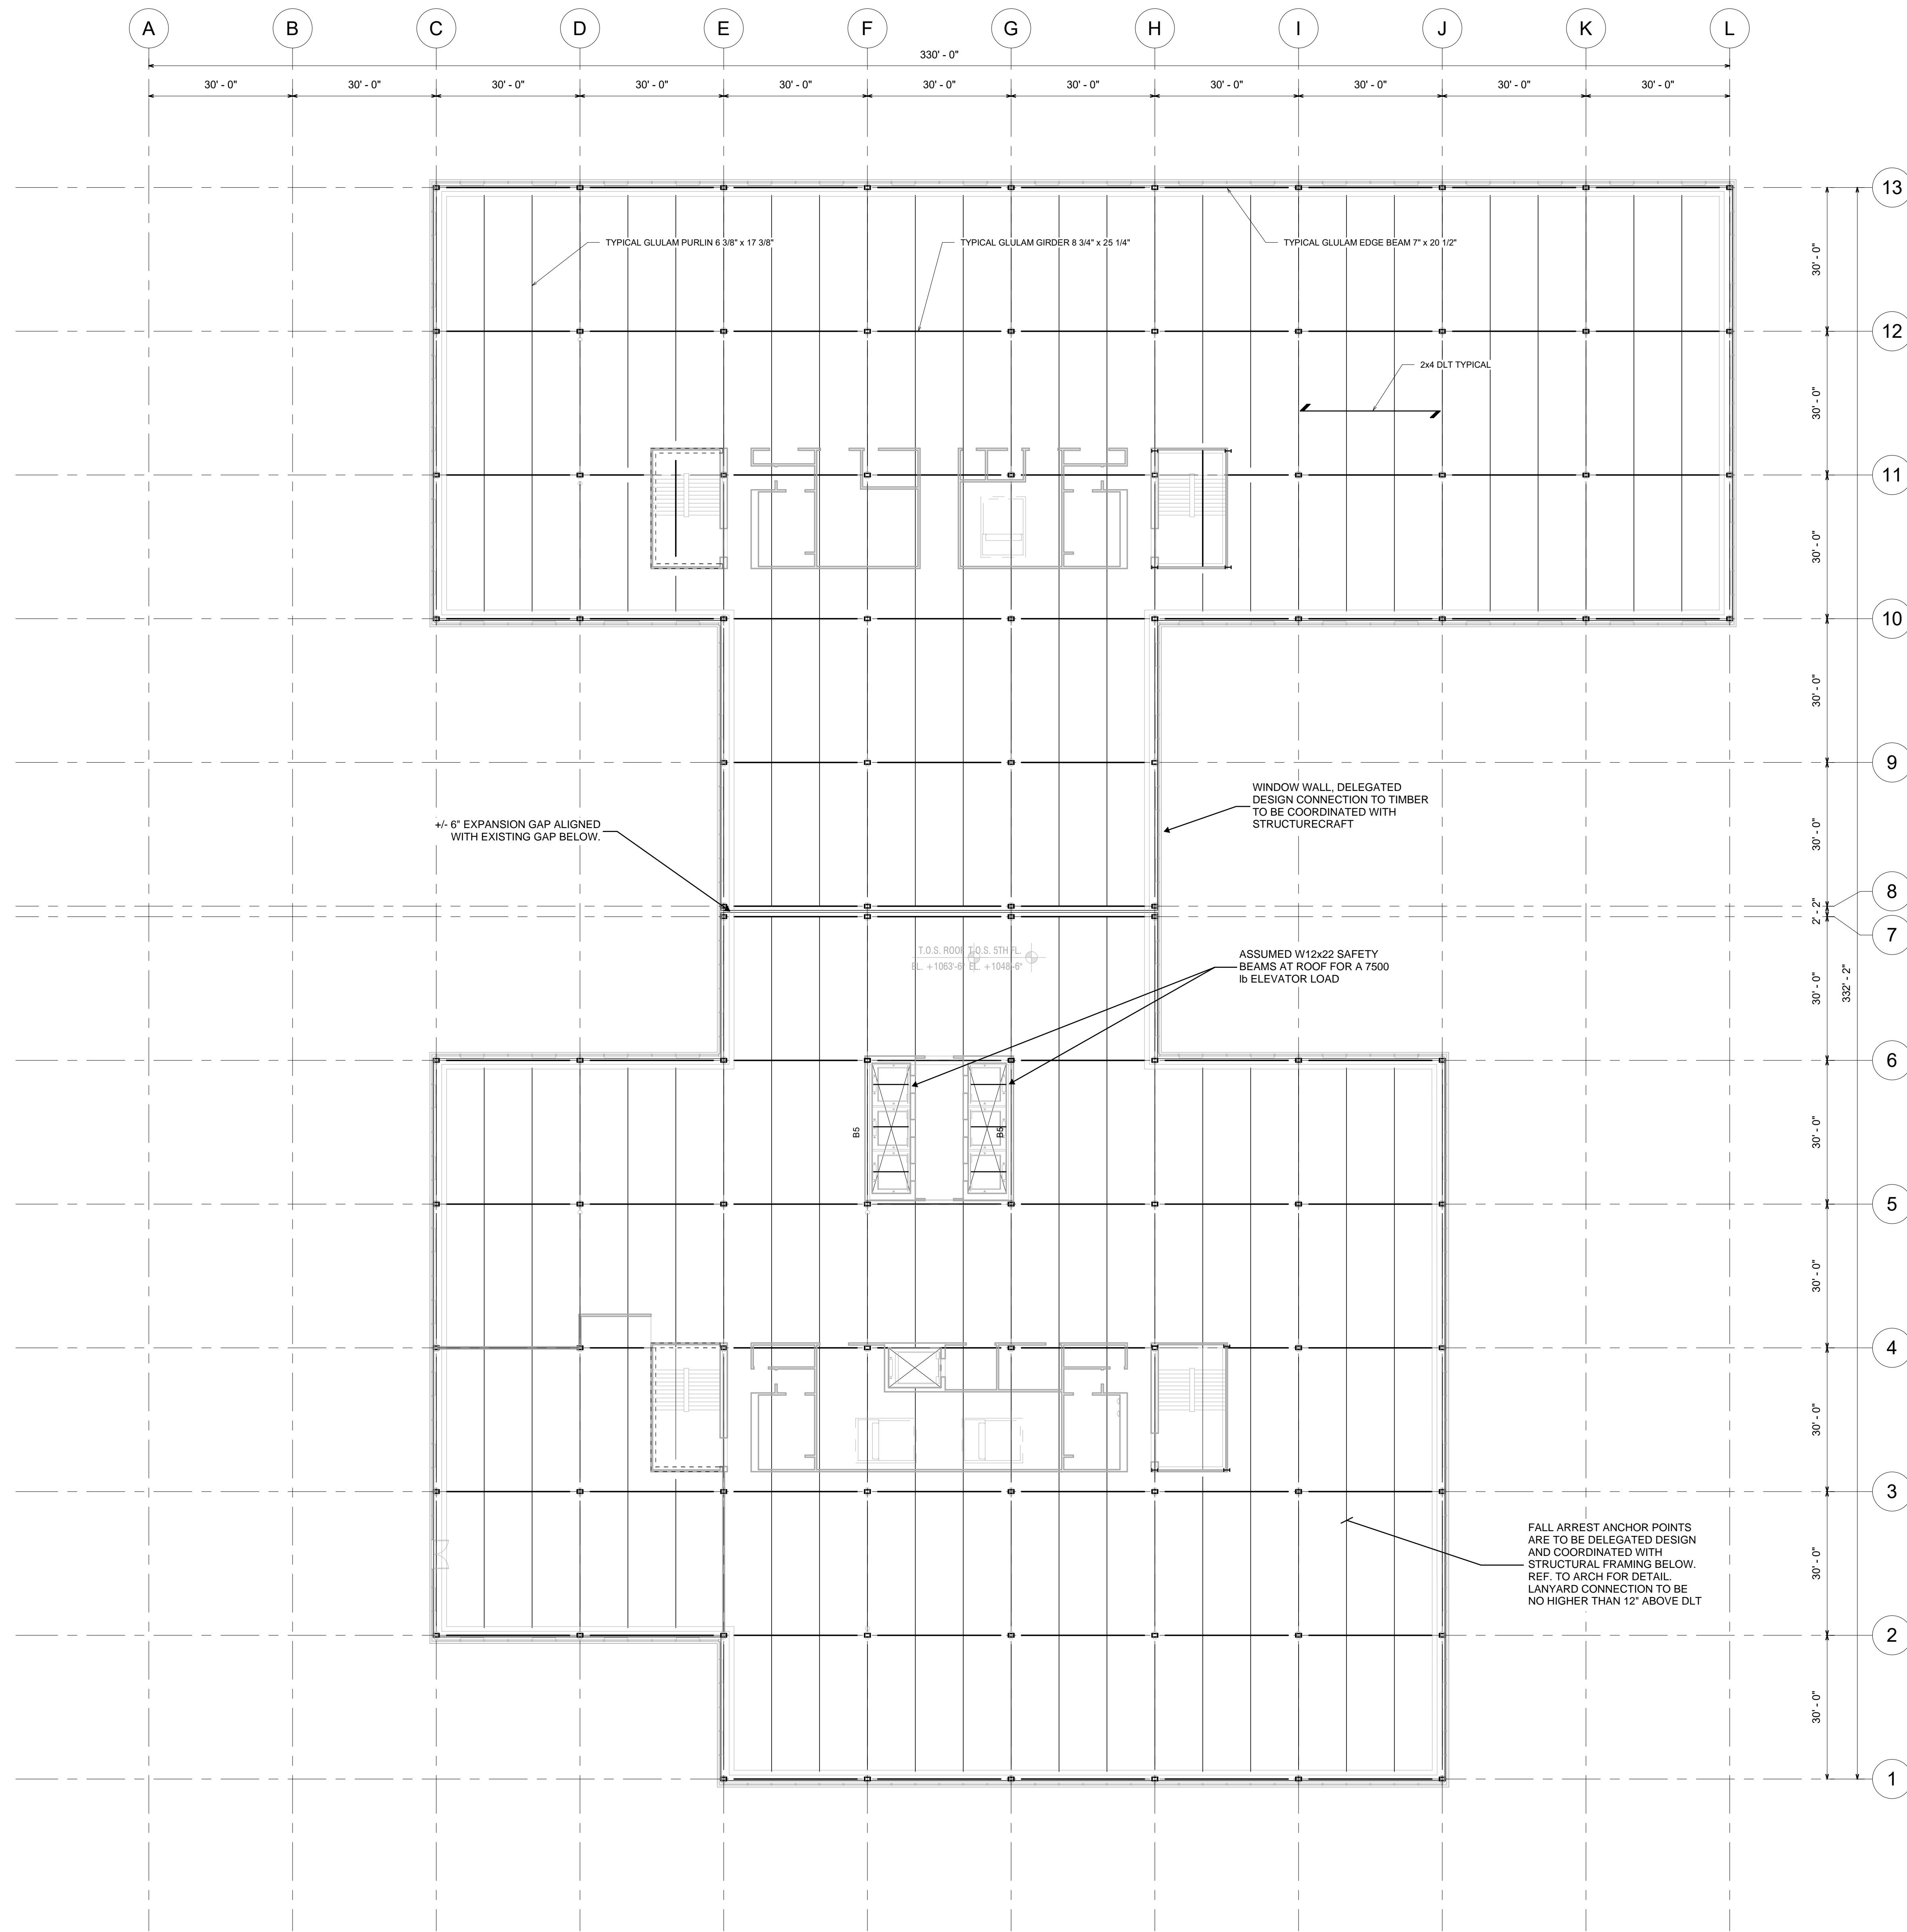 A B C D E F G H I J K L
330' - 0"
30' - 0" 30' - 0" 30' - 0" 30' - 0" 30' - 0" 30' - 0" 30' - 0" 30' - 0" 30' - 0" 30' - 0" 30' - 0"
13
TYPICAL GLULAM PURLIN 6 3/8" x 17 3/8"
TYPICAL GLULAM GIRDER 8 3/4" x 25 1/4"
TYPICAL GLULAM EDGE BEAM 7" x 20 1/2"
30' - 0"
12
2x4 DLT TYPICAL
30' - 0"
11
30' - 0"
10
30' - 0"
9
WINDOW WALL, DELEGATED
DESIGN CONNECTION TO TIMBER
TO BE COORDINATED WITH
STRUCTURECRAFT
+/- 6" EXPANSION GAP ALIGNED
WITH EXISTING GAP BELOW.
30' - 0"
8
2' - 2"
7
T.O.S. ROOF T.O.S. 5TH FL.
EL. +1063'-6" EL. +1048'-6"
ASSUMED W12x22 SAFETY
BEAMS AT ROOF FOR A 7500
lb ELEVATOR LOAD
30' - 0"
332' - 2"
6
B5
B5
30' - 0"
5
30' - 0"
4
30' - 0"
3
FALL ARREST ANCHOR POINTS
ARE TO BE DELEGATED DESIGN
AND COORDINATED WITH
STRUCTURAL FRAMING BELOW.
REF. TO ARCH FOR DETAIL.
LANYARD CONNECTION TO BE
NO HIGHER THAN 12" ABOVE DLT
30' - 0"
2
30' - 0"
1